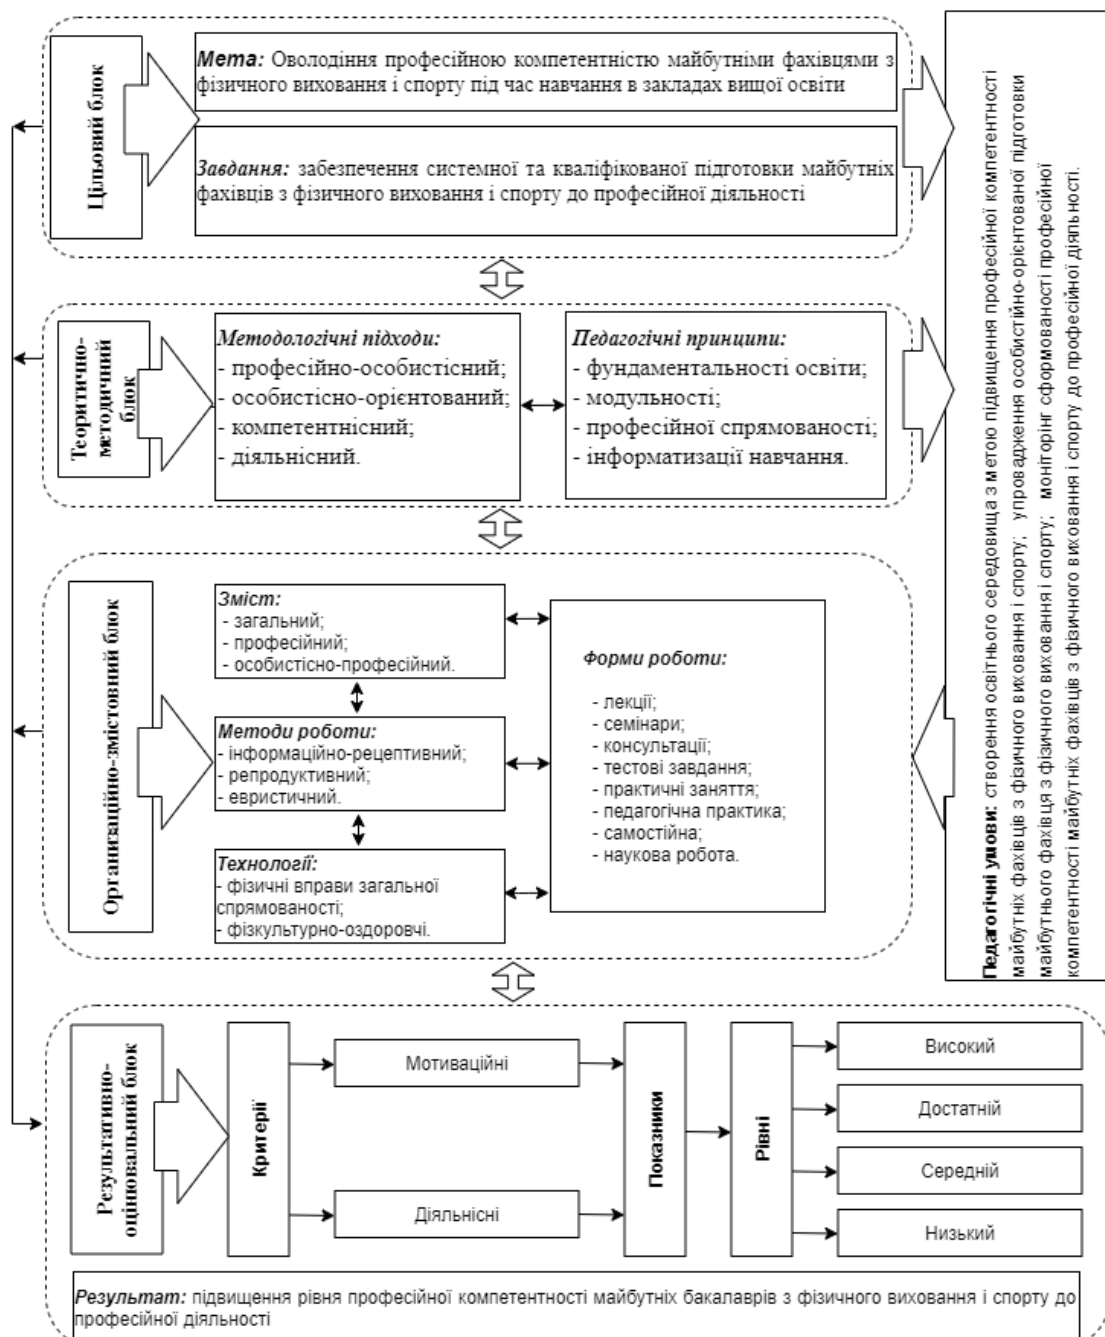 Цільовий блок
Мета: Оволодіння професійною компетентністю майбутніми фахівцями з
фізичного виховання і спорту під час навчання в закладах вищої освіти
Завдання: забезпечення системної та кваліфікованої підготовки майбутніх
фахівців з фізичного виховання і спорту до професійної діяльності
Теоритично-
методичний
блок
Методологічні підходи:
- професійно-особистісний;
- особистісно-орієнтований;
- компетентнісний;
- діяльнісний.
Педагогічні принципи:
- фундаментальності освіти;
- модульності;
- професійної спрямованості;
- інформатизації навчання.
Організаційно-змістовний блок
Зміст:
- загальний;
- професійний;
- особистісно-професійний.
Методи роботи:
- інформаційно-рецептивний;
- репродуктивний;
- евристичний.
Технології:
- фізичні вправи загальної
спрямованості;
- фізкультурно-оздоровчі.
Форми роботи:
- лекції;
- семінари;
- консультації;
- тестові завдання;
- практичні заняття;
- педагогічна практика;
- самостійна;
- наукова робота.
Педагогічні умови: створення освітнього середовища з метою підвищення професійної компетентності
майбутніх фахівців з фізичного виховання і спорту; упровадження особистійно-орієнтованої підготовки
майбутнього фахівця з фізичного виховання і спорту; моніторінг сформованості професійної
компетентності майбутніх фахівців з фізичного виховання і спорту до професійної діяльності.
Результативно-
оцінювальний блок
Критерії
Мотиваційні
Діяльнісні
Показники
Рівні
Високий
Достатній
Середній
Низький
Результат: підвищення рівня професійної компетентності майбутніх бакалаврів з фізичного виховання і спорту до
професійної діяльності